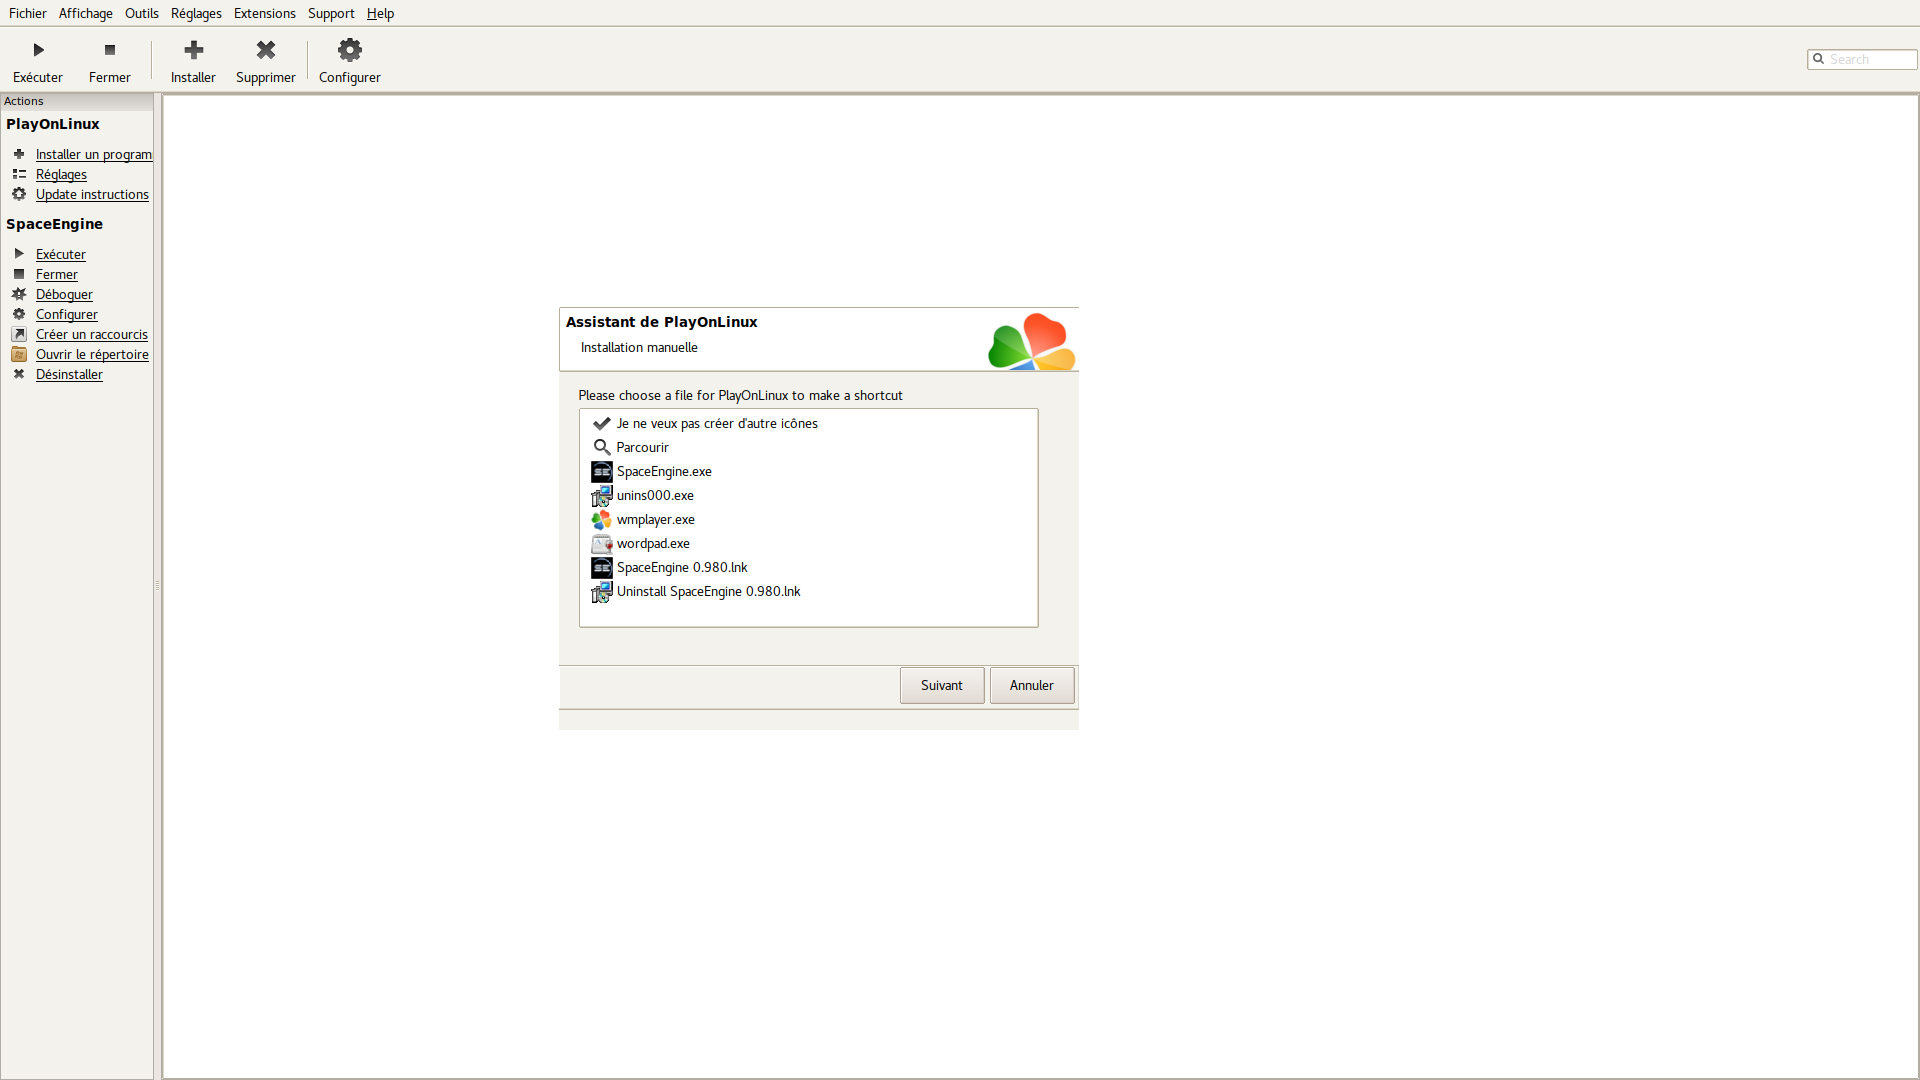 Fichier Affichage Outils Réglages Extensions Support Help
Exécuter Fermer Installer Supprimer Configurer Search
Actions
PlayOnLinux
Installer un program
Réglages
Update instructions
SpaceEngine
Exécuter
Fermer
Déboguer
Configurer
Créer un raccourcis
Ouvrir le répertoire
Désinstaller
Assistant de PlayOnLinux
Installation manuelle
Please choose a file for PlayOnLinux to make a shortcut
Je ne veux pas créer d'autre icônes
Parcourir
SpaceEngine.exe
unins000.exe
wmplayer.exe
wordpad.exe
SpaceEngine 0.980.lnk
Uninstall SpaceEngine 0.980.lnk
Suivant Annuler